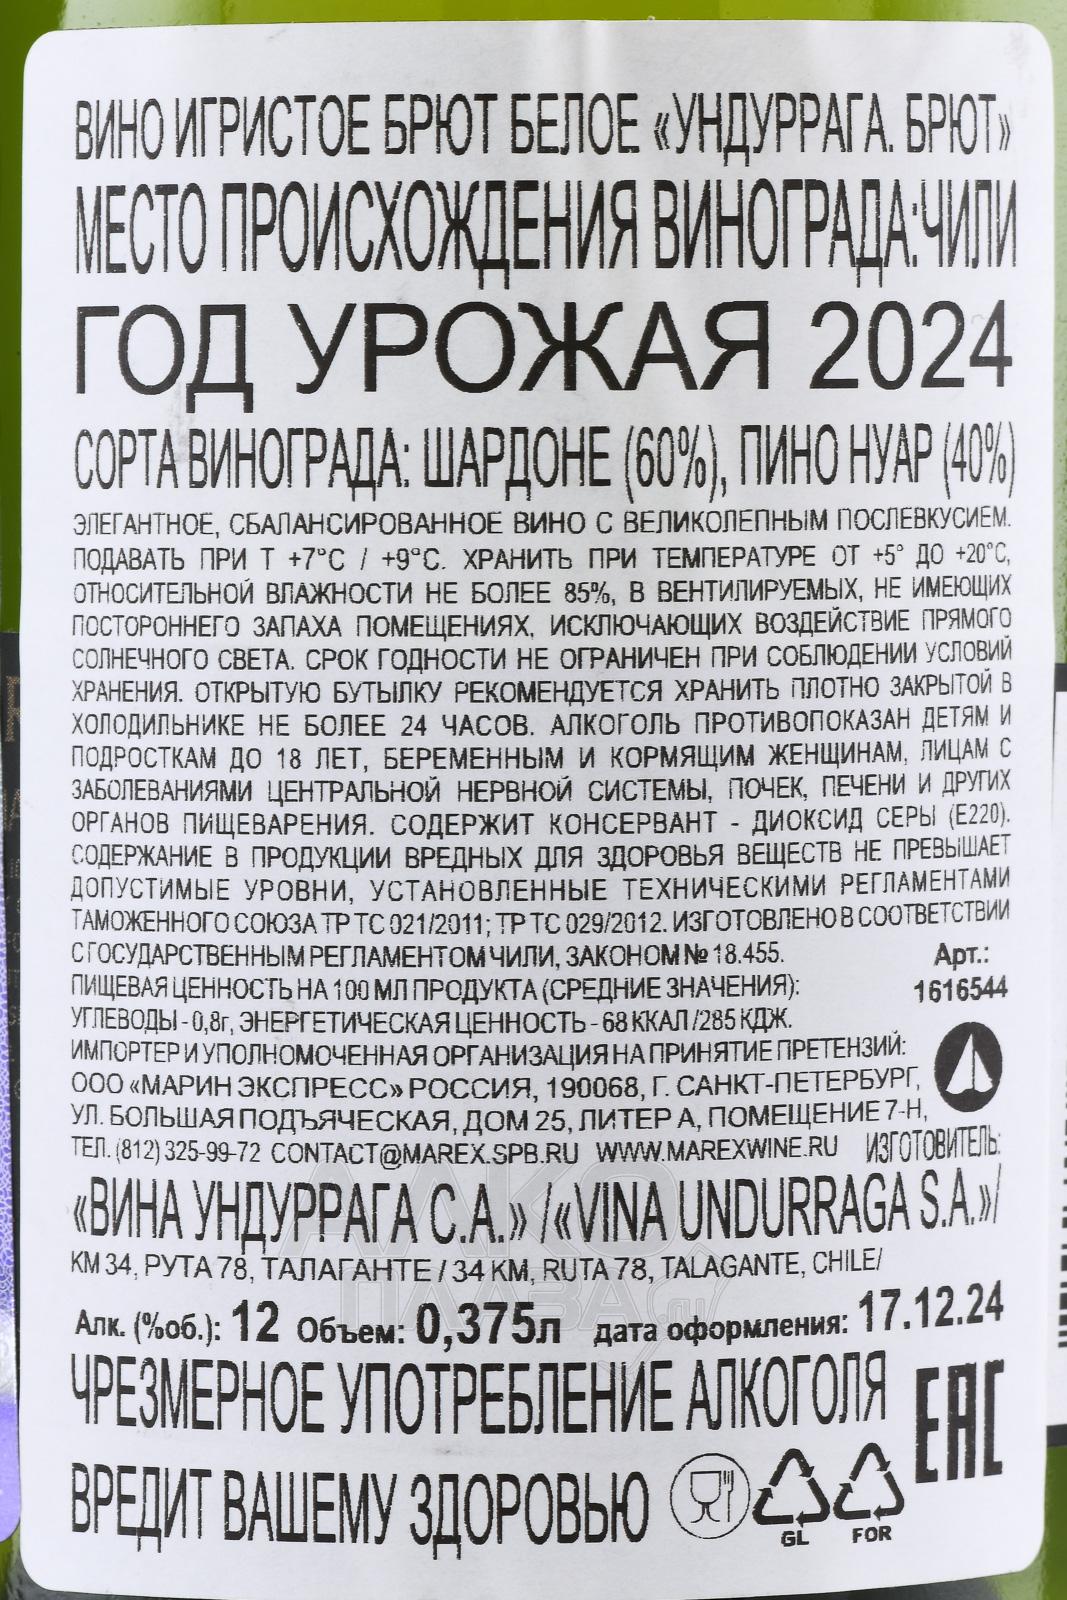 ВИНО ИГРИСТОЕ БРЮТ БЕЛОЕ «УНДУРРАГА. БРЮТ»
МЕСТО ПРОИСХОЖДЕНИЯ ВИНОГРАДА:ЧИЛИ
ГОД УРОЖАЯ 2024
СОРТА ВИНОГРАДА: ШАРДОНЕ (60%), ПИНО НУАР (40%)
ЭЛЕГАНТНОЕ, СБАЛАНСИРОВАННОЕ ВИНО С ВЕЛИКОЛЕПНЫМ ПОСЛЕВКУСИЕМ.
ПОДАВАТЬ ПРИ Т +7°С / +9°С. ХРАНИТЬ ПРИ ТЕМПЕРАТУРЕ ОТ +5° ДО +20°С,
ОТНОСИТЕЛЬНОЙ ВЛАЖНОСТИ НЕ БОЛЕЕ 85%, В ВЕНТИЛИРУЕМЫХ, НЕ ИМЕЮЩИХ
ПОСТОРОННЕГО ЗАПАХА ПОМЕЩЕНИЯХ, ИСКЛЮЧАЮЩИХ ВОЗДЕЙСТВИЕ ПРЯМОГО
СОЛНЕЧНОГО СВЕТА. СРОК ГОДНОСТИ НЕ ОГРАНИЧЕН ПРИ СОБЛЮДЕНИИ УСЛОВИЙ
ХРАНЕНИЯ. ОТКРЫТУЮ БУТЫЛКУ РЕКОМЕНДУЕТСЯ ХРАНИТЬ ПЛОТНО ЗАКРЫТОЙ В
ХОЛОДИЛЬНИКЕ НЕ БОЛЕЕ 24 ЧАСОВ. АЛКОГОЛЬ ПРОТИВОПОКАЗАН ДЕТЯМ И
ПОДРОСТКАМ ДО 18 ЛЕТ, БЕРЕМЕННЫМ И КОРМЯЩИМ ЖЕНЩИНАМ, ЛИЦАМ С
ЗАБОЛЕВАНИЯМИ ЦЕНТРАЛЬНОЙ НЕРВНОЙ СИСТЕМЫ, ПОЧЕК, ПЕЧЕНИ И ДРУГИХ
ОРГАНОВ ПИЩЕВАРЕНИЯ. СОДЕРЖИТ КОНСЕРВАНТ - ДИОКСИД СЕРЫ (Е220).
СОДЕРЖАНИЕ В ПРОДУКЦИИ ВРЕДНЫХ ДЛЯ ЗДОРОВЬЯ ВЕЩЕСТВ НЕ ПРЕВЫШАЕТ
ДОПУСТИМЫЕ УРОВНИ, УСТАНОВЛЕННЫЕ ТЕХНИЧЕСКИМИ РЕГЛАМЕНТАМИ
ТАМОЖЕННОГО СОЮЗА ТР ТС 021/2011; ТР ТС 029/2012. ИЗГОТОВЛЕНО В СООТВЕТСТВИИ
С ГОСУДАРСТВЕННЫМ РЕГЛАМЕНТОМ ЧИЛИ, ЗАКОНОМ № 18.455.
Арт.:
ПИЩЕВАЯ ЦЕННОСТЬ НА 100 МЛ ПРОДУКТА (СРЕДНИЕ ЗНАЧЕНИЯ):
1616544
УГЛЕВОДЫ - 0,8г, ЭНЕРГЕТИЧЕСКАЯ ЦЕННОСТЬ - 68 ККАЛ /285 КДЖ.
ИМПОРТЕР И УПОЛНОМОЧЕННАЯ ОРГАНИЗАЦИЯ НА ПРИНЯТИЕ ПРЕТЕНЗИЙ:
ООО «МАРИН ЭКСПРЕСС» РОССИЯ, 190068, Г. САНКТ-ПЕТЕРБУРГ,
УЛ. БОЛЬШАЯ ПОДЪЯЧЕСКАЯ, ДОМ 25, ЛИТЕР А, ПОМЕЩЕНИЕ 7-Н,
ТЕЛ. (812) 325-99-72 CONTACT@MAREX.SPB.RU WWW.MAREXWINE.RU ИЗГОТОВИТЕЛЬ:
«ВИНА УНДУРРАГА С.А.» /«VINA UNDURRAGA S.A.»/
КМ 34, РУТА 78, ТАЛАГАНТЕ / 34 KM, RUTA 78, TALAGANTE, CHILE/
Алк. (%об.): 12 Объем: 0,375л дата оформления: 17.12.24
ЧРЕЗМЕРНОЕ УПОТРЕБЛЕНИЕ АЛКОГОЛЯ
ВРЕДИТ ВАШЕМУ ЗДОРОВЬЮ
ЕАС
GL
FOR
АЛКО
ПЛАЗА.ru